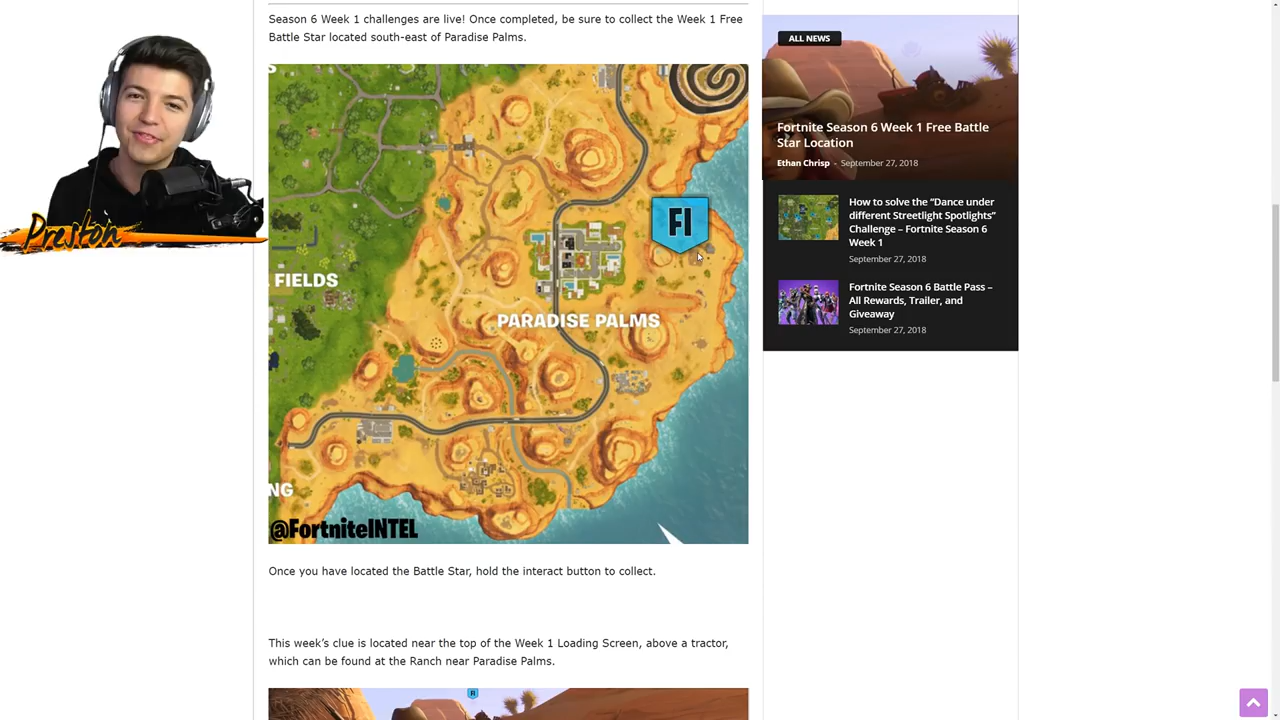 Season 6 Week 1 challenges are live! Once completed, be sure to collect the Week 1 Free
Battle Star located south-east of Paradise Palms.
Preston
FI
FIELDS
PARADISE PALMS
NG
@FortniteINTEL
Once you have located the Battle Star, hold the interact button to collect.
This week’s clue is located near the top of the Week 1 Loading Screen, above a tractor,
which can be found at the Ranch near Paradise Palms.
ALL NEWS
Fortnite Season 6 Week 1 Free Battle
Star Location
Ethan Chrisp - September 27, 2018
How to solve the “Dance under
different Streetlight Spotlights”
Challenge – Fortnite Season 6
Week 1
September 27, 2018
Fortnite Season 6 Battle Pass –
All Rewards, Trailer, and
Giveaway
September 27, 2018